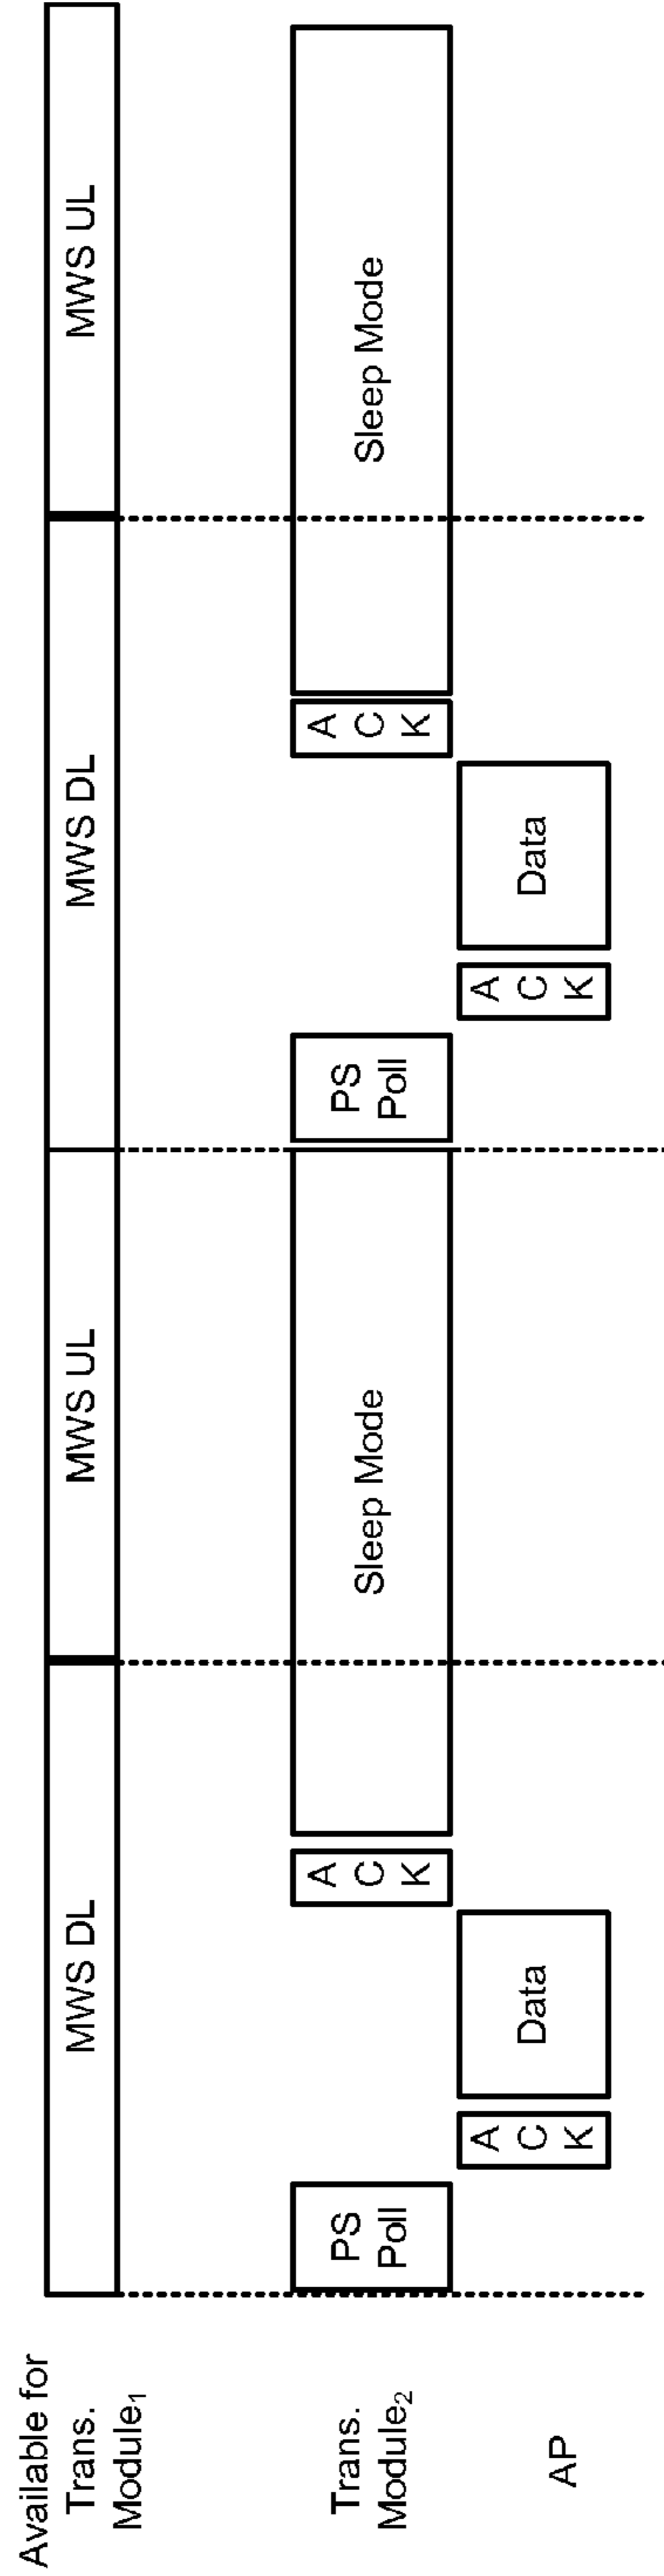 Available for
Trans.
Module₁
MWS DL
MWS UL
MWS DL
MWS UL
Trans.
Module₂
PS
Poll
A
C
K
Sleep Mode
PS
Poll
A
C
K
Sleep Mode
AP
A
C
K
Data
A
C
K
Data